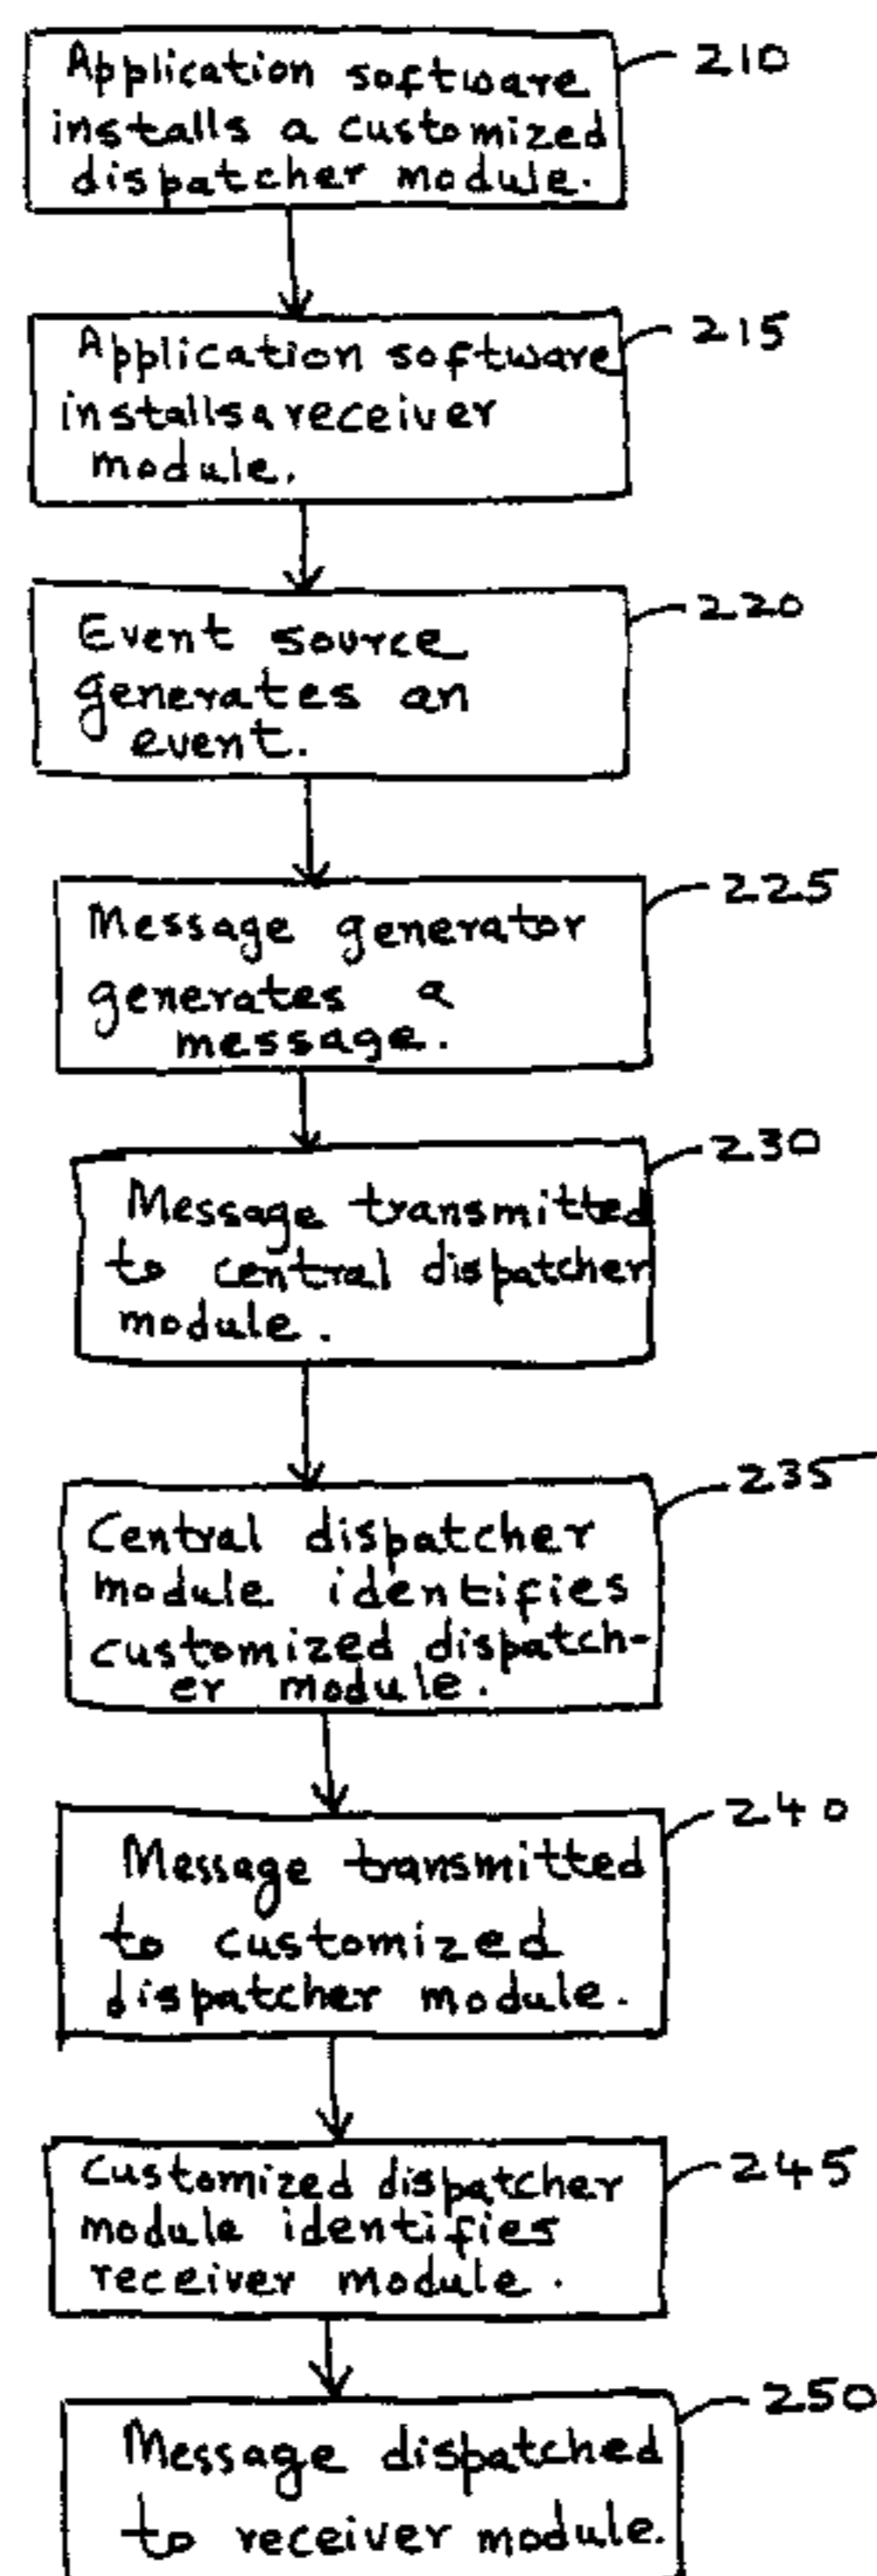 Application software
installs a customized
dispatcher module.
210
Application software
installs a receiver
module.
215
Event source
generates an
event.
220
Message generator
generates a
message.
225
Message transmitted
to central dispatcher
module.
230
Central dispatcher
module identifies
customized dispatch-
er module.
235
Message transmitted
to customized
dispatcher module.
240
Customized dispatcher
module identifies
receiver module.
245
Message dispatched
to receiver module.
250